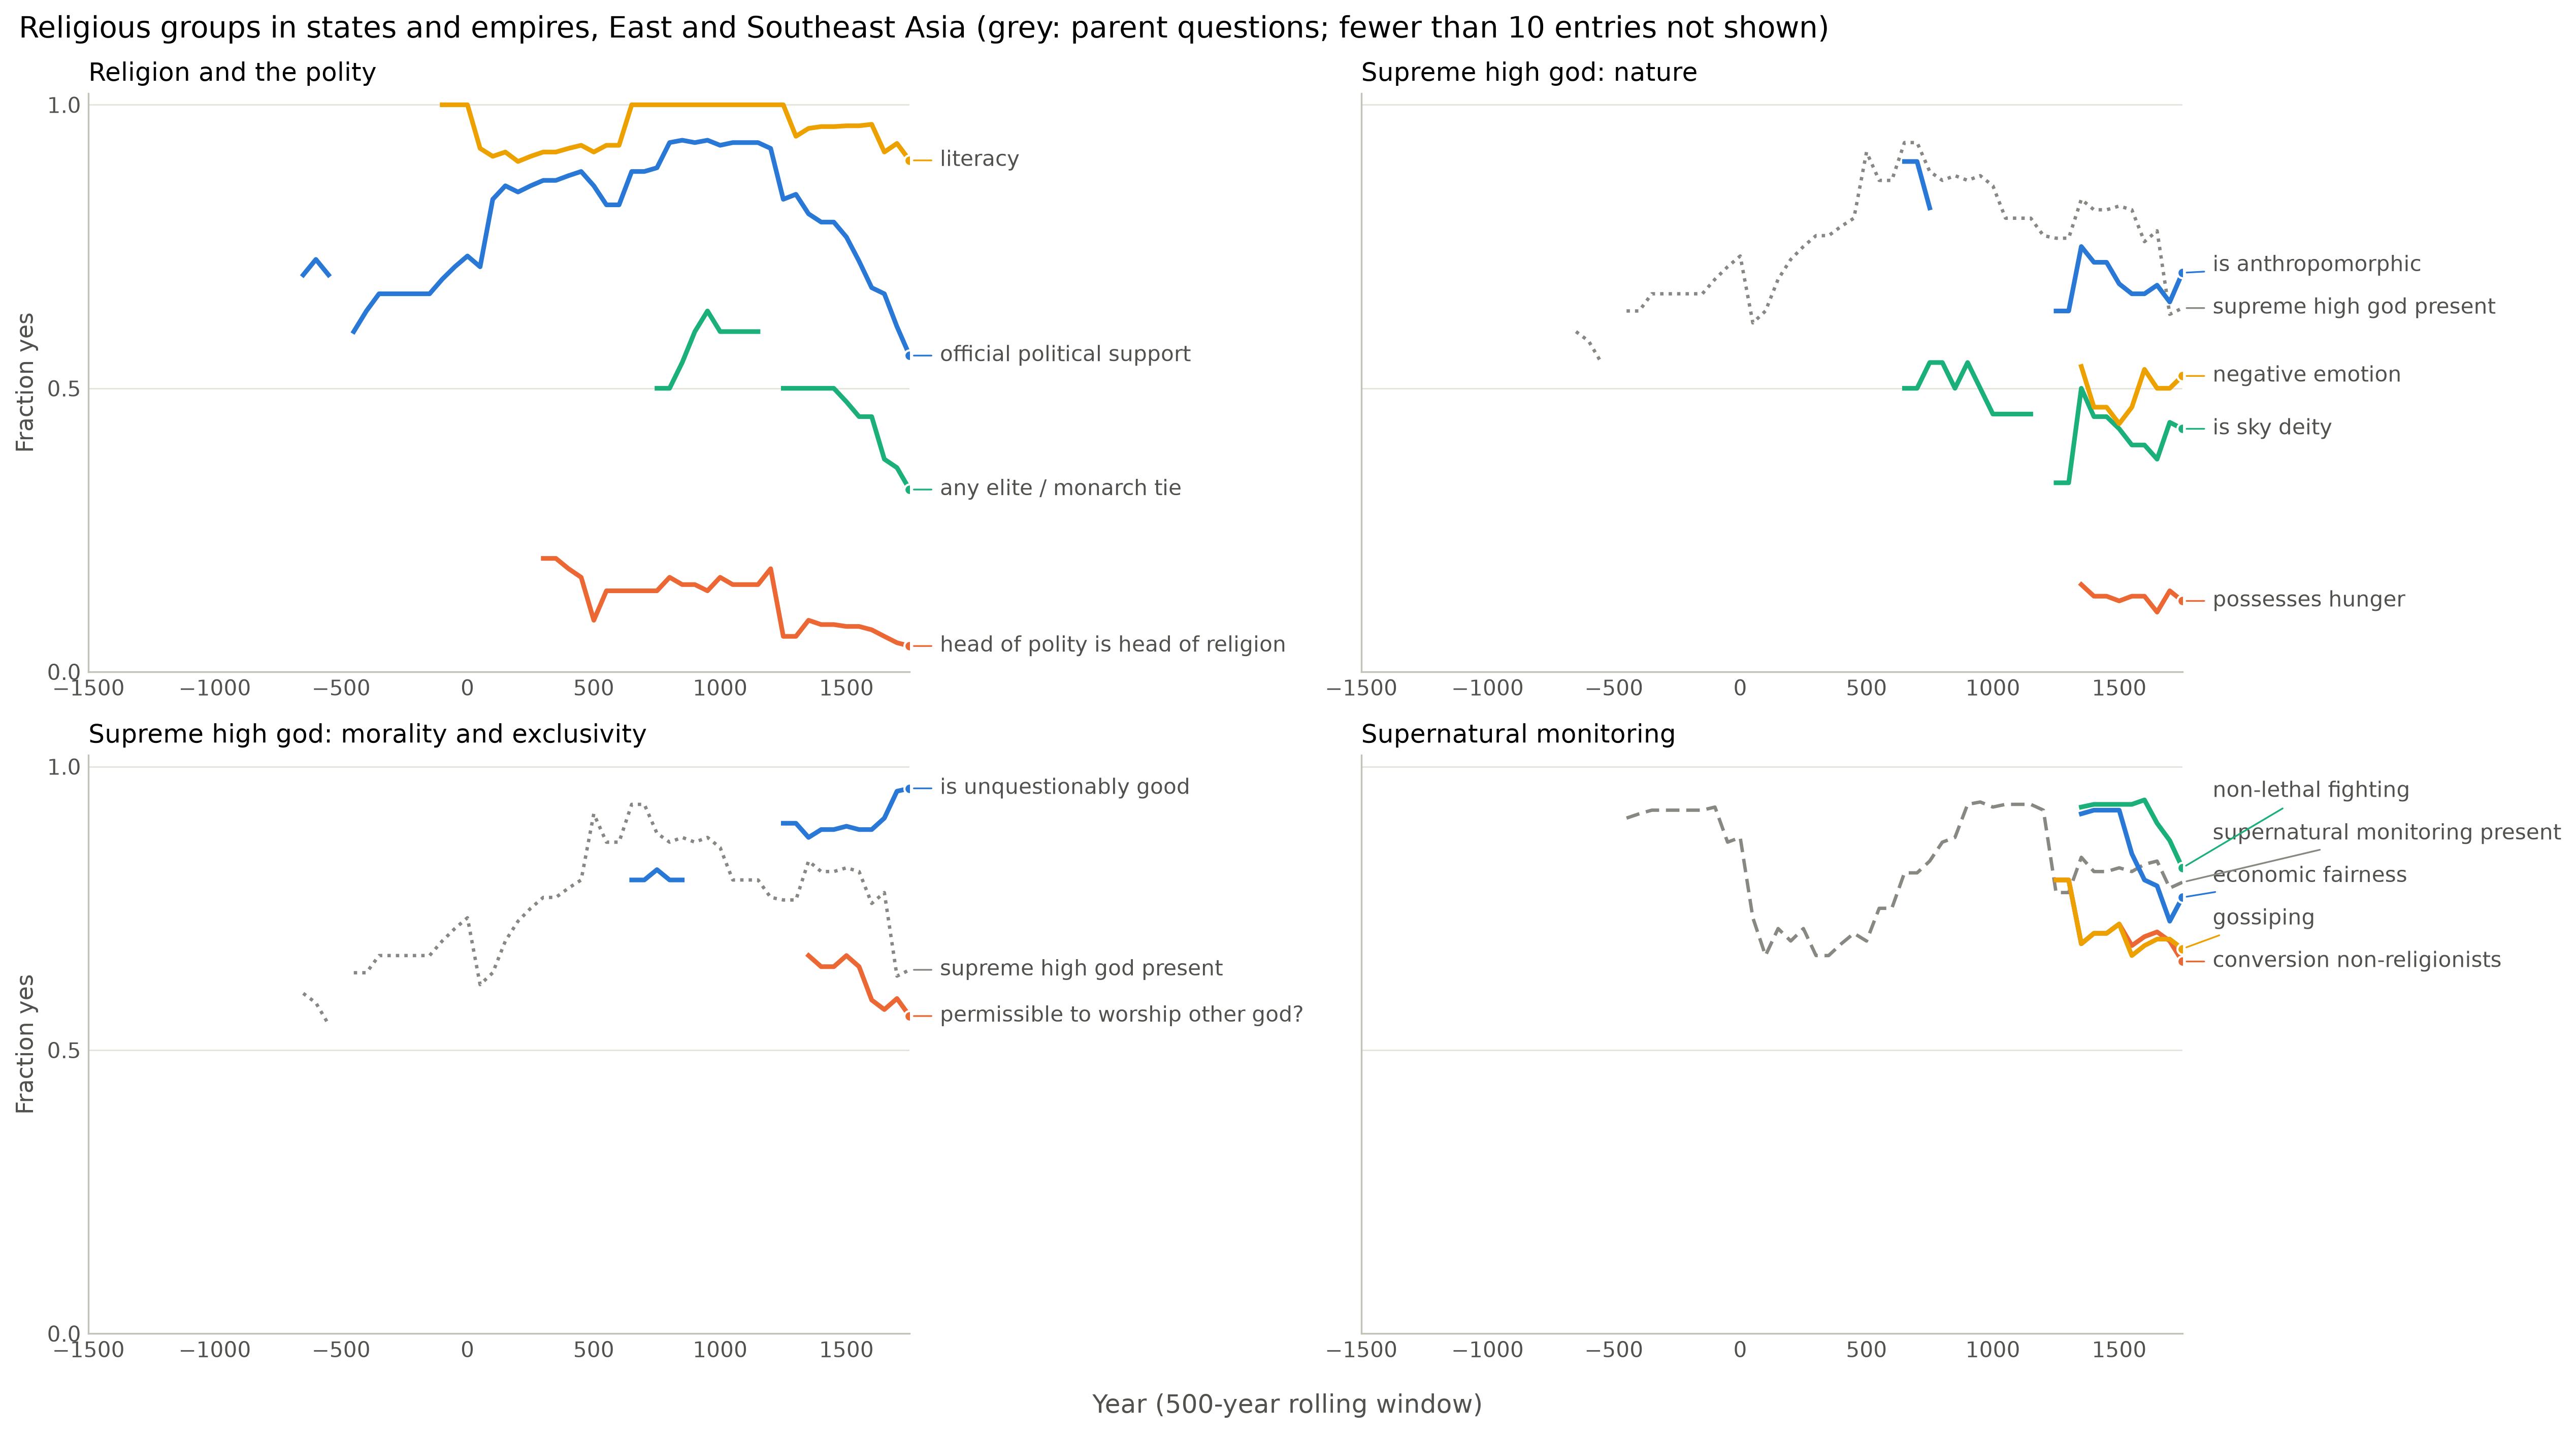 Religious groups in states and empires, East and Southeast Asia (grey: parent questions; fewer than 10 entries not shown)
Religion and the polity
Fraction yes
1.0
0.5
0.0
−1500
−1000
−500
0
500
1000
1500
literacy
official political support
any elite / monarch tie
head of polity is head of religion
Supreme high god: nature
−1500
−1000
−500
0
500
1000
1500
is anthropomorphic
supreme high god present
negative emotion
is sky deity
possesses hunger
Supreme high god: morality and exclusivity
Fraction yes
1.0
0.5
0.0
−1500
−1000
−500
0
500
1000
1500
is unquestionably good
supreme high god present
permissible to worship other god?
Supernatural monitoring
−1500
−1000
−500
0
500
1000
1500
non-lethal fighting
supernatural monitoring present
economic fairness
gossiping
conversion non-religionists
Year (500-year rolling window)